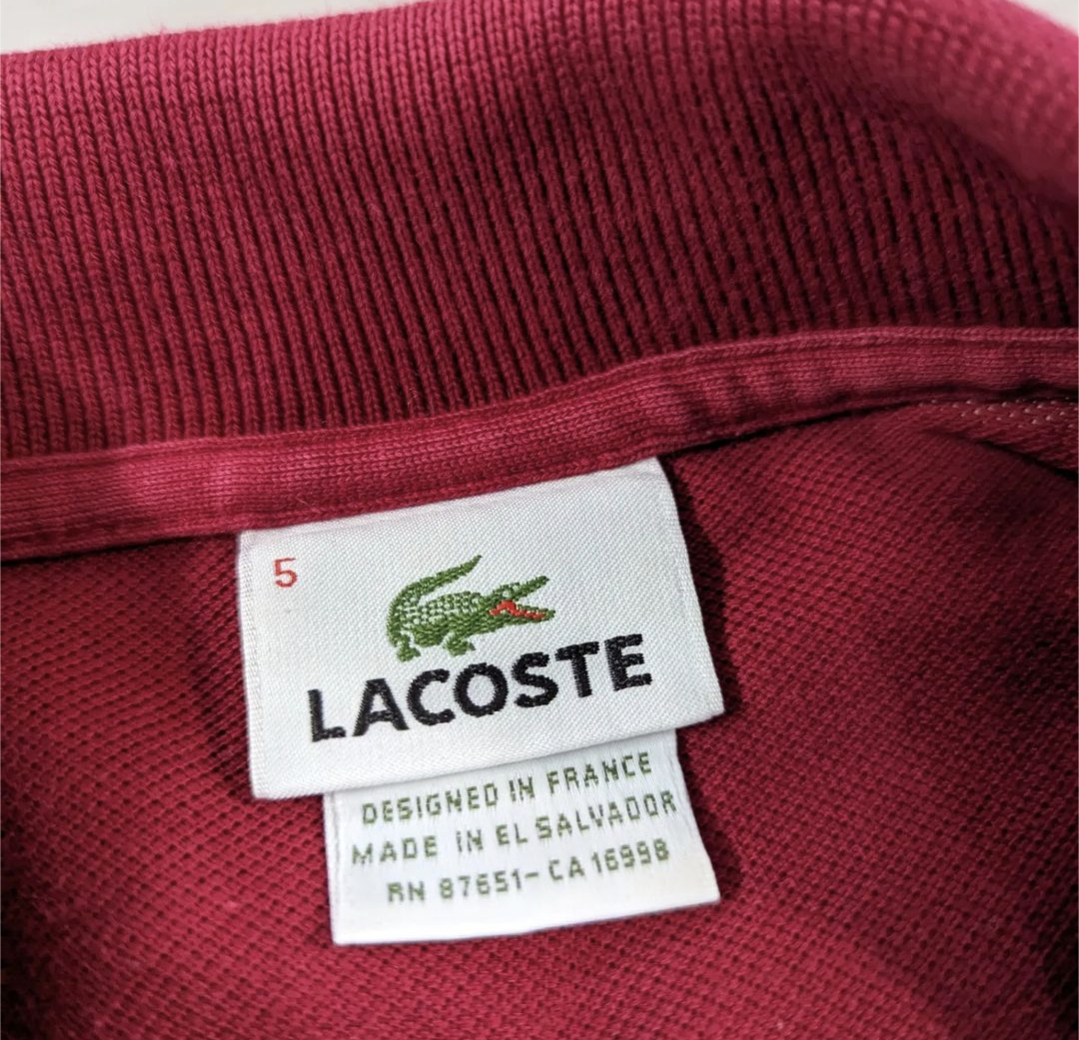 5
LACOSTE
DESIGNED IN FRANCE
MADE IN EL SALVADOR
RN 87651-CA 16998